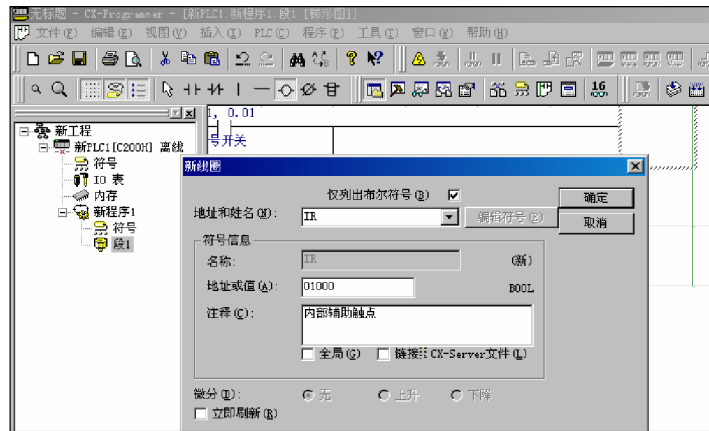 无标题 - CX-Programmer - [新PLC1.新程序1.段1 [梯形图]]
文件(F) 编辑(E) 视图(V) 插入(I) PLC(C) 程序(P) 工具(T) 窗口(W) 帮助(H)
16
1, 0.01
号开关
新工程
新PLC1[C200H] 离线
符号
IO 表
内存
新程序1
符号
段1
新线圈
仅列出布尔符号(B)
确定
地址和姓名(N):
IR
编辑符号(E)
取消
符号信息
名称:
IR
(新)
地址或值(A):
01000
BOOL
注释(C):
内部辅助触点
全局(G)
链接到CX-Server文件(L)
微分(D):
无
上升
下降
立即刷新(R)